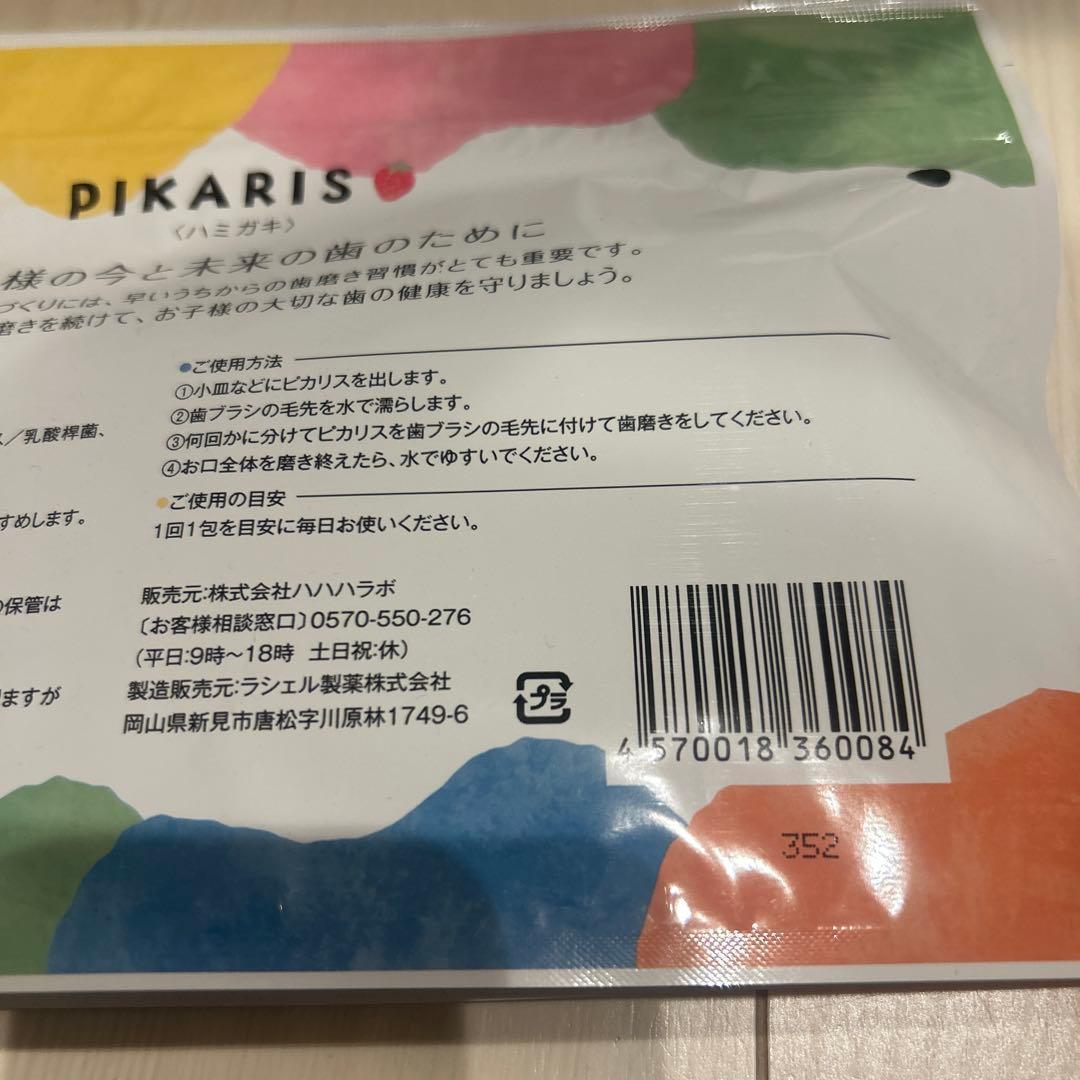 PIKARIS
〈ハミガキ〉
様の今と未来の歯のために
づくりには、早いうちからの歯磨き習慣がとても重要です。
磨きを続けて、お子様の大切な歯の健康を守りましょう。
●ご使用方法
①小皿などにピカリスを出します。
②歯ブラシの毛先を水で濡らします。
③何回かに分けてピカリスを歯ブラシの毛先に付けて歯磨きをしてください。
④お口全体を磨き終えたら、水でゆすいでください。
ス／乳酸桿菌、
●ご使用の目安
1回1包を目安に毎日お使いください。
すめします。
の保管は
ますが
販売元:株式会社ハハハラボ
〔お客様相談窓口〕0570-550-276
（平日:9時～18時 土日祝:休）
製造販売元:ラシェル製薬株式会社
岡山県新見市唐松字川原林1749-6
プラ
4 570018 360084
352